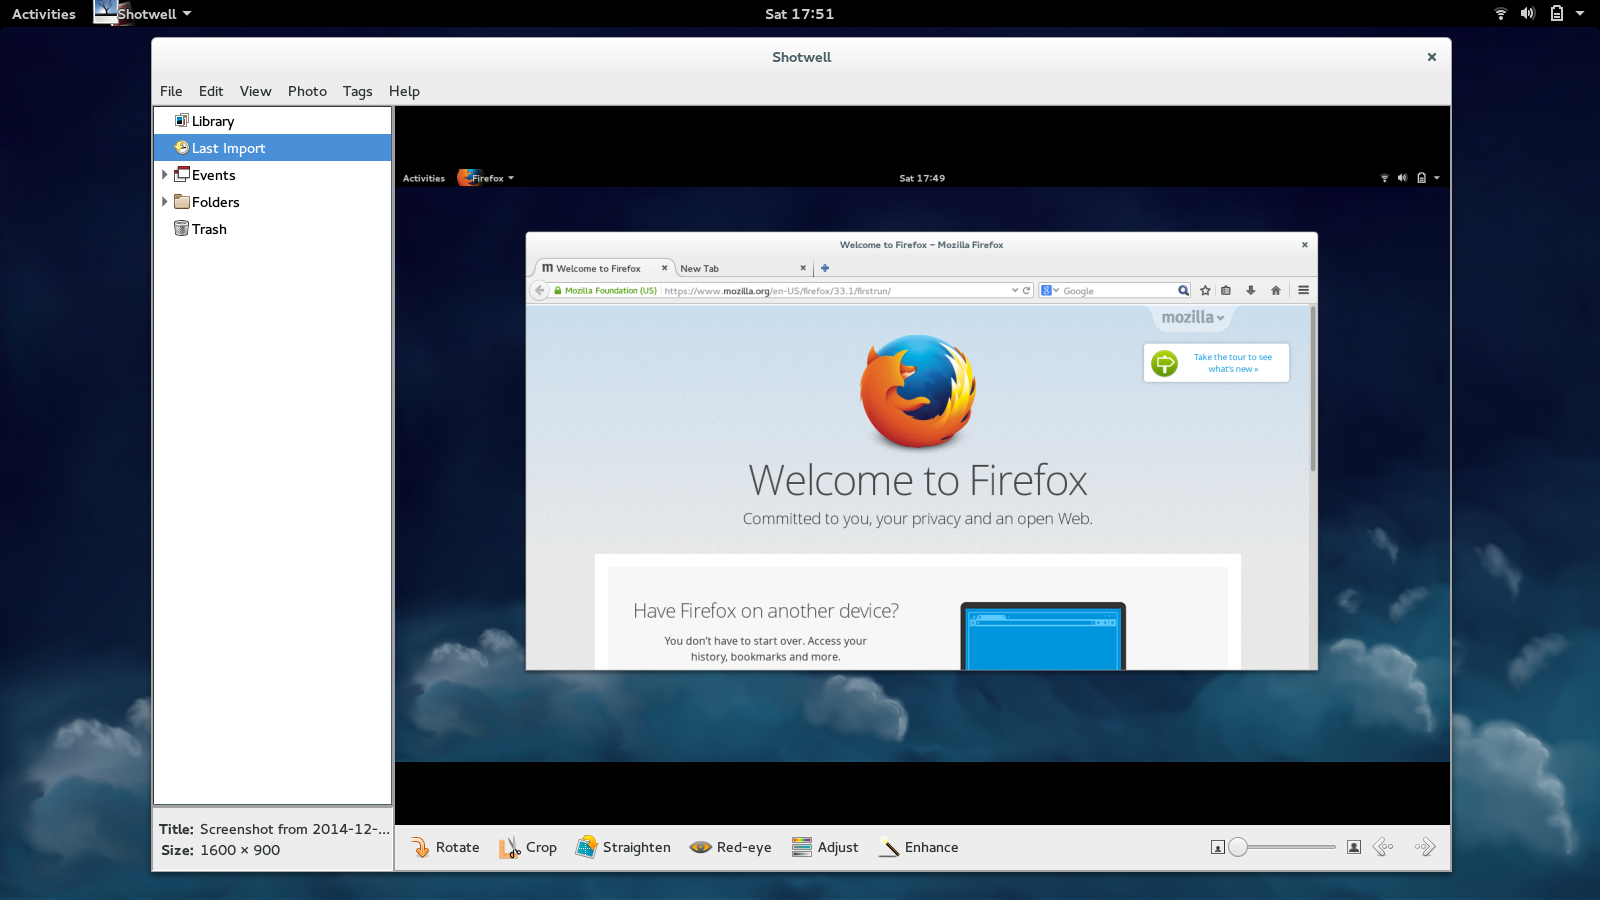 Activities Shotwell Sat 17:51
Shotwell
File Edit View Photo Tags Help
Library
Last Import
Events
Folders
Trash
Activities Firefox Sat 17:49
Welcome to Firefox - Mozilla Firefox
m Welcome to Firefox New Tab
Mozilla Foundation (US) https://www.mozilla.org/en-US/firefox/33.1/firstrun/ 8 Google
mozilla
Take the tour to see
what's new »
Welcome to Firefox
Committed to you, your privacy and an open Web.
Have Firefox on another device?
You don't have to start over. Access your
history, bookmarks and more.
Title: Screenshot from 2014-12-...
Size: 1600 × 900
Rotate Crop Straighten Red-eye Adjust Enhance